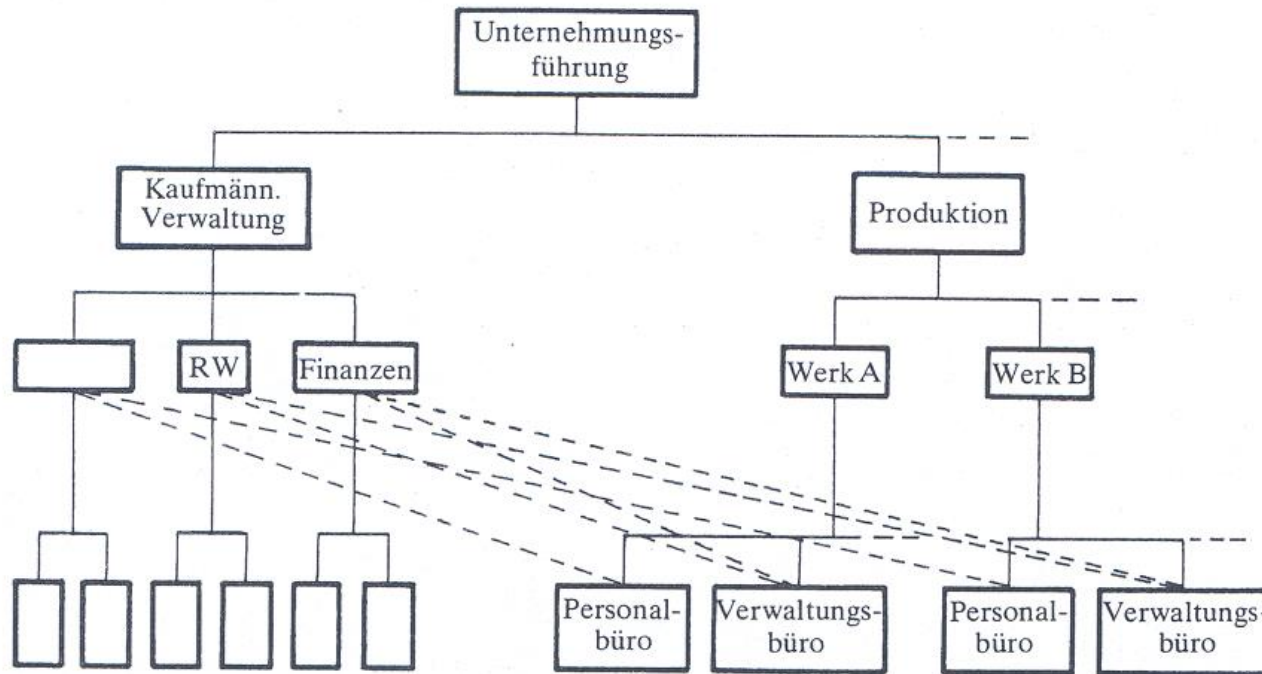 Unternehmungs-
führung
Kaufmänn.
Verwaltung
Produktion
RW
Finanzen
Werk A
Werk B
Personal-
büro
Verwaltungs-
büro
Personal-
büro
Verwaltungs-
büro